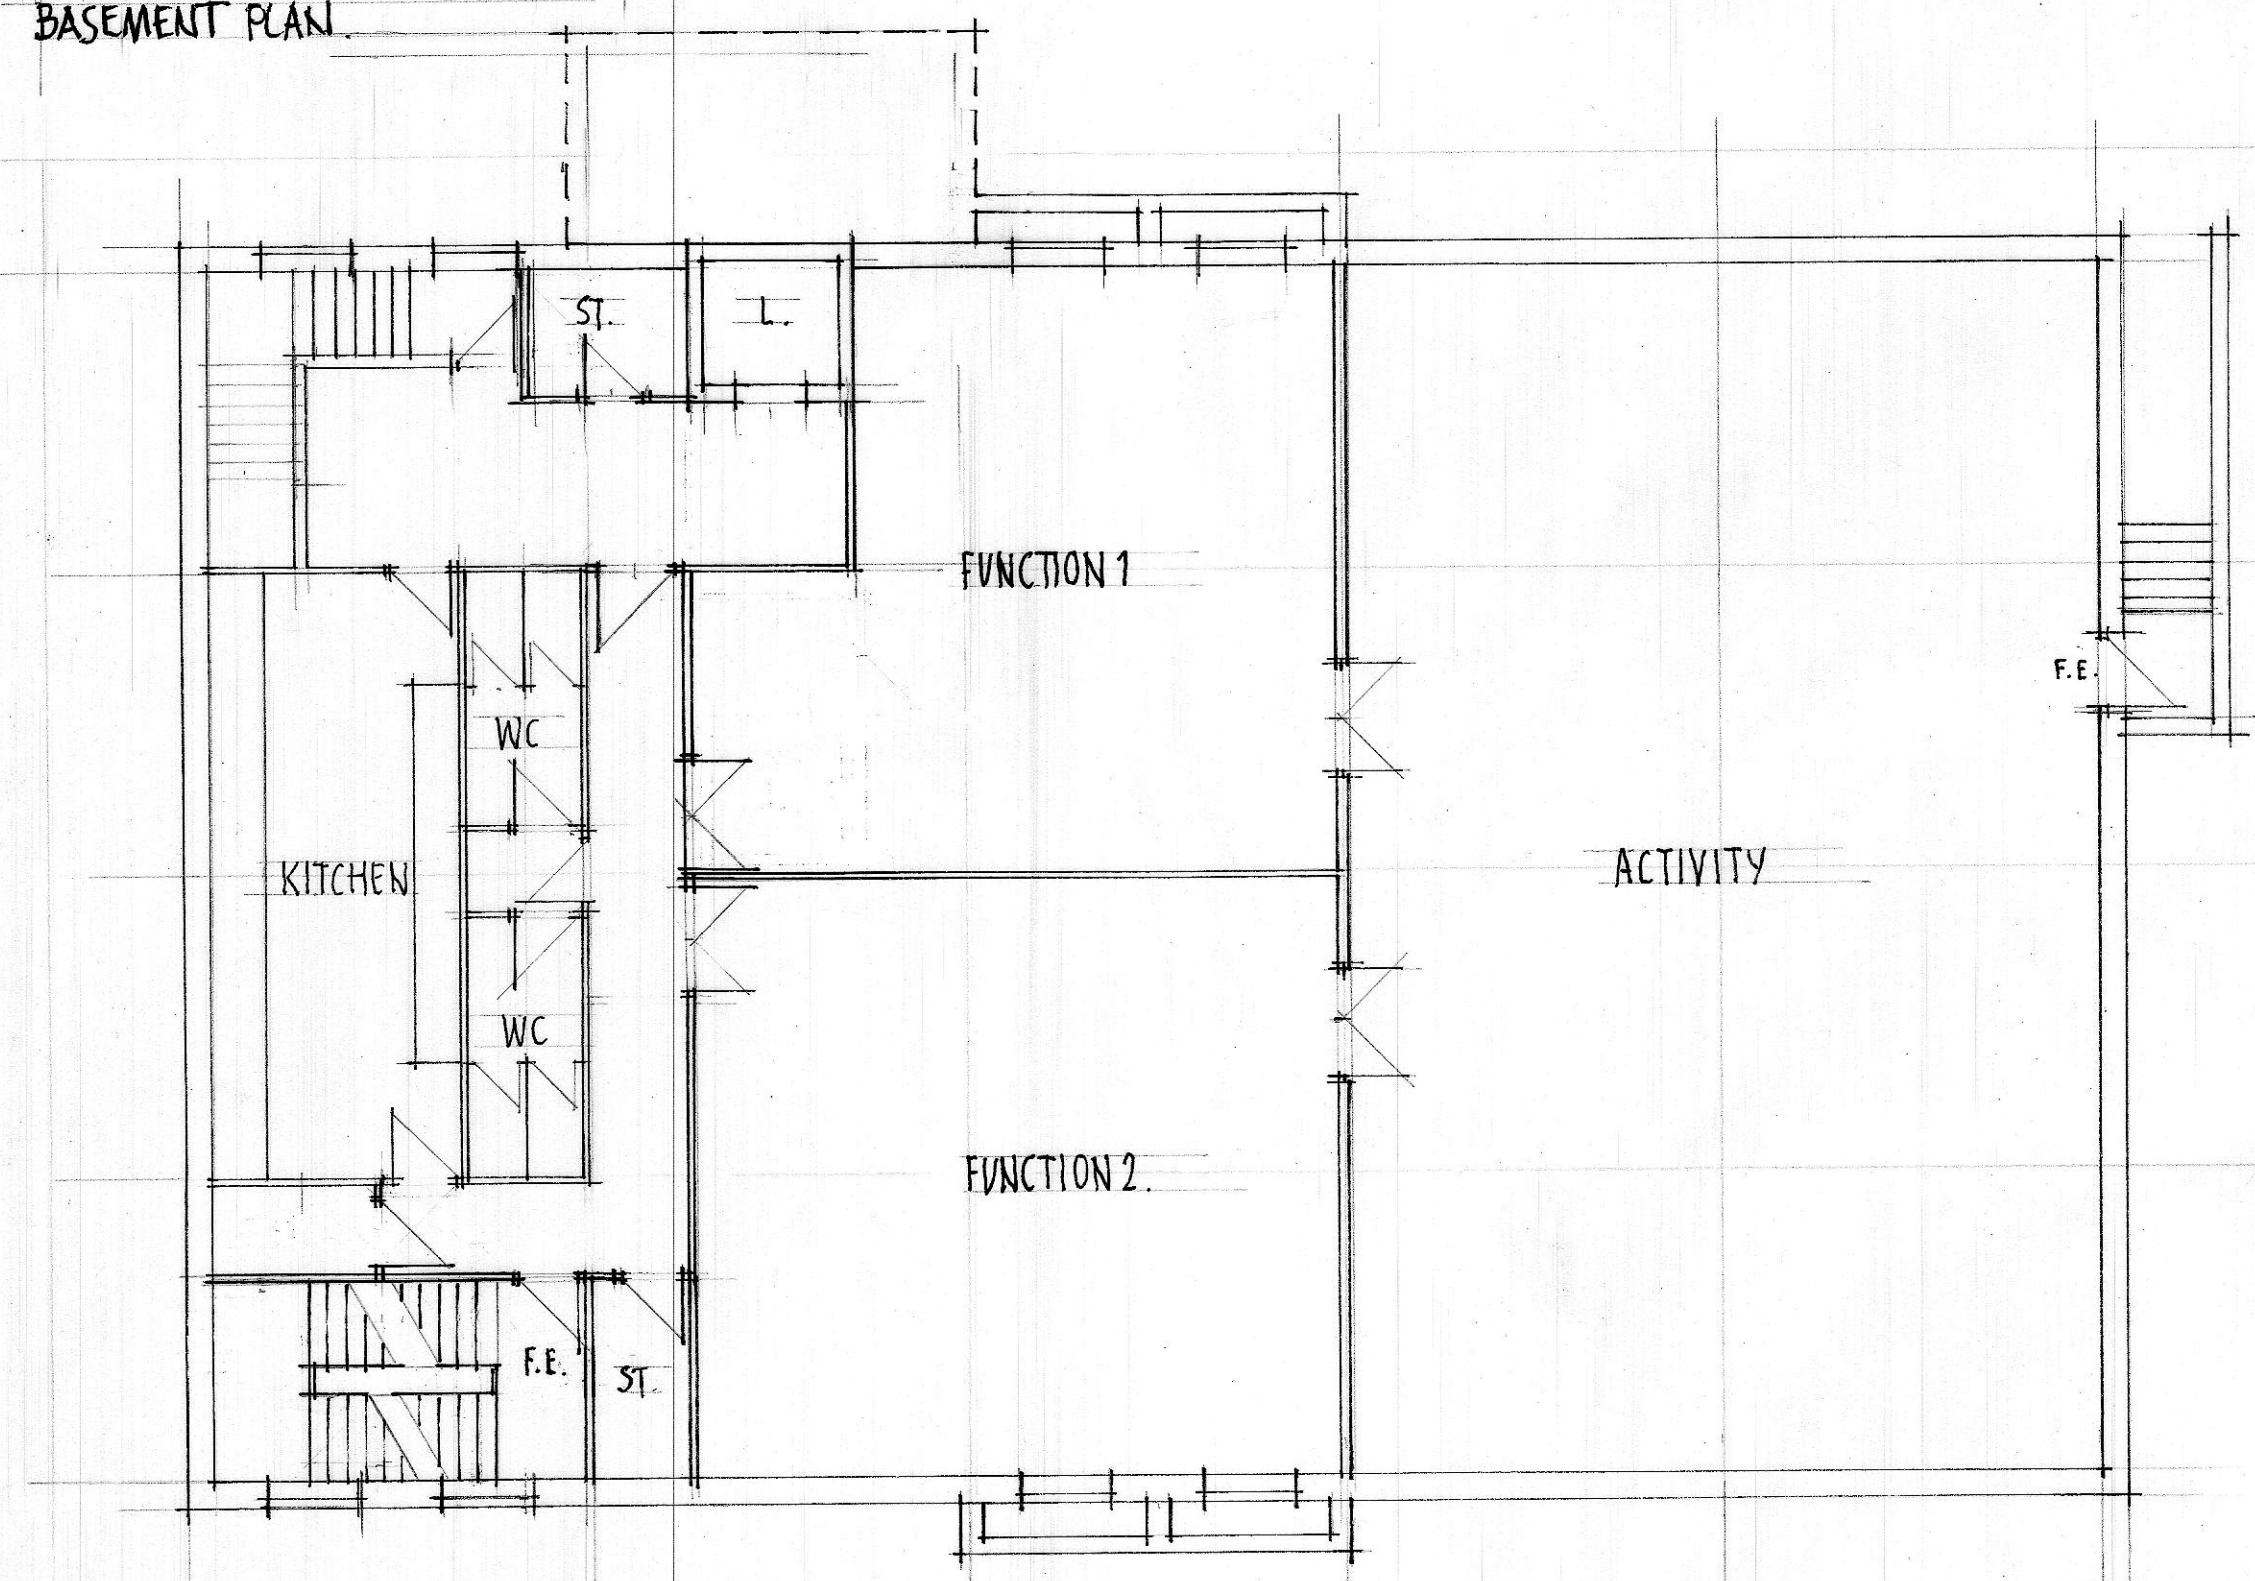 BASEMENT PLAN.
ST.
L.
FUNCTION 1
F.E.
WC
KITCHEN
ACTIVITY
WC
FUNCTION 2.
F.E.
ST.